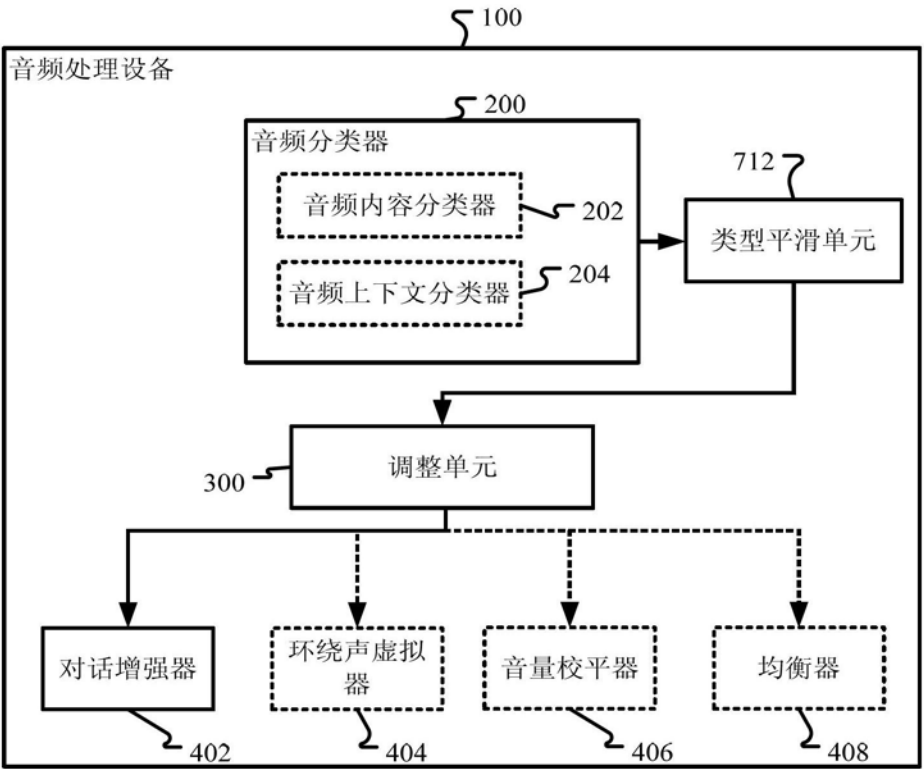 100
音频处理设备
200
音频分类器
712
音频内容分类器
202
类型平滑单元
音频上下文分类器
204
调整单元
300
对话增强器
环绕声虚拟
器
音量校平器
均衡器
402
404
406
408